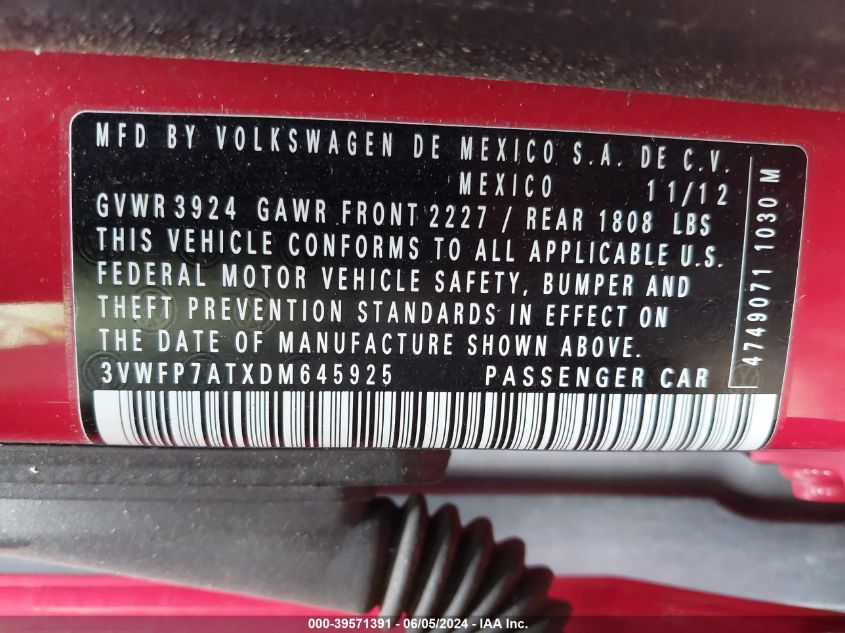 MFD BY VOLKSWAGEN DE MEXICO S.A. DE C.V.
MEXICO 11/12
GVWR 3924 GAWR FRONT 2227 / REAR 1808 LBS
THIS VEHICLE CONFORMS TO ALL APPLICABLE U.S.
FEDERAL MOTOR VEHICLE SAFETY, BUMPER AND
THEFT PREVENTION STANDARDS IN EFFECT ON
THE DATE OF MANUFACTURE SHOWN ABOVE.
3VWFP7ATXDM645925 PASSENGER CAR
4749071 1030 M
000-39571391 - 06/05/2024 - IAA Inc.